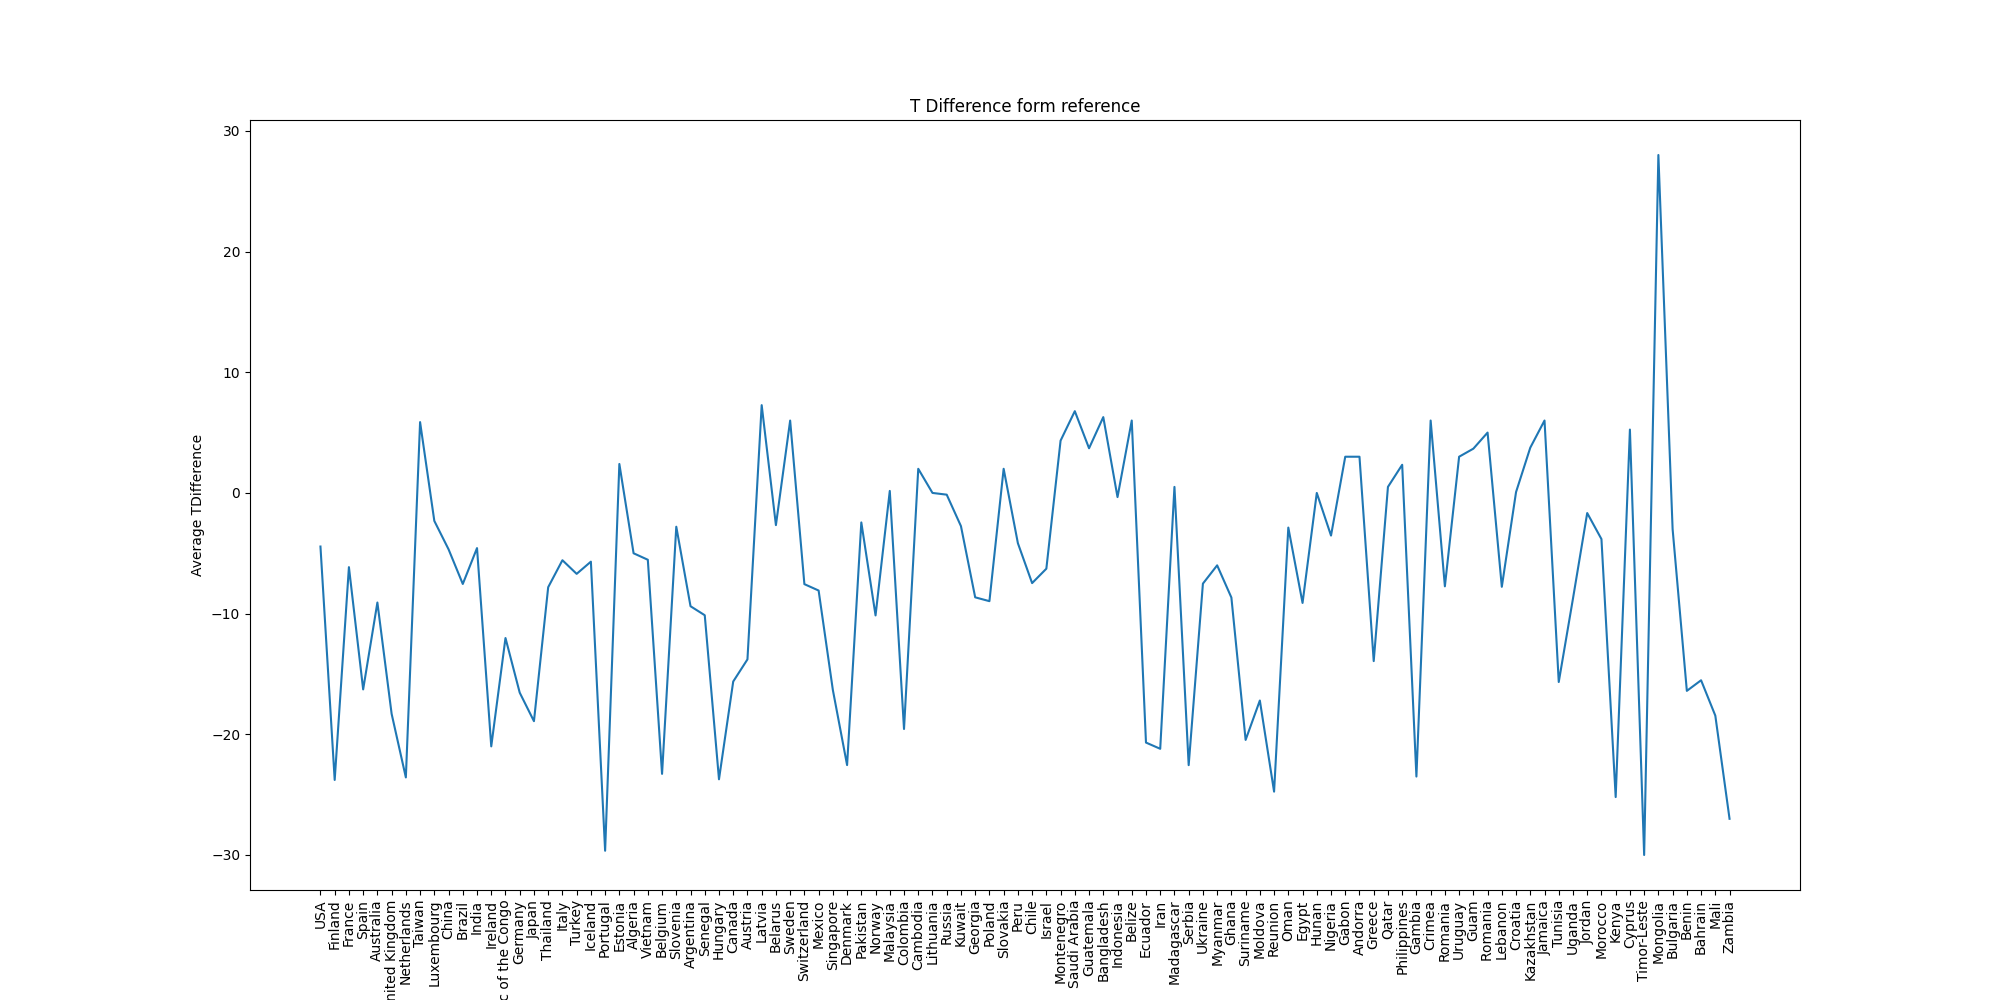 T Difference form reference
Average TDifference
30
20
10
0
−10
−20
−30
USA
Finland
France
Spain
Australia
nited Kingdom
Netherlands
Taiwan
Luxembourg
China
Brazil
India
Ireland
c of the Congo
Germany
Japan
Thailand
Italy
Turkey
Iceland
Portugal
Estonia
Algeria
Vietnam
Belgium
Slovenia
Argentina
Senegal
Hungary
Canada
Austria
Latvia
Belarus
Sweden
Switzerland
Mexico
Singapore
Denmark
Pakistan
Norway
Malaysia
Colombia
Cambodia
Lithuania
Russia
Kuwait
Georgia
Poland
Slovakia
Peru
Chile
Israel
Montenegro
Saudi Arabia
Guatemala
Bangladesh
Indonesia
Belize
Ecuador
Iran
Madagascar
Serbia
Ukraine
Myanmar
Ghana
Suriname
Moldova
Reunion
Oman
Egypt
Hunan
Nigeria
Gabon
Andorra
Greece
Qatar
Philippines
Gambia
Crimea
Romania
Uruguay
Guam
Romania
Lebanon
Croatia
Kazakhstan
Jamaica
Tunisia
Uganda
Jordan
Morocco
Kenya
Cyprus
Timor-Leste
Mongolia
Bulgaria
Benin
Bahrain
Mali
Zambia